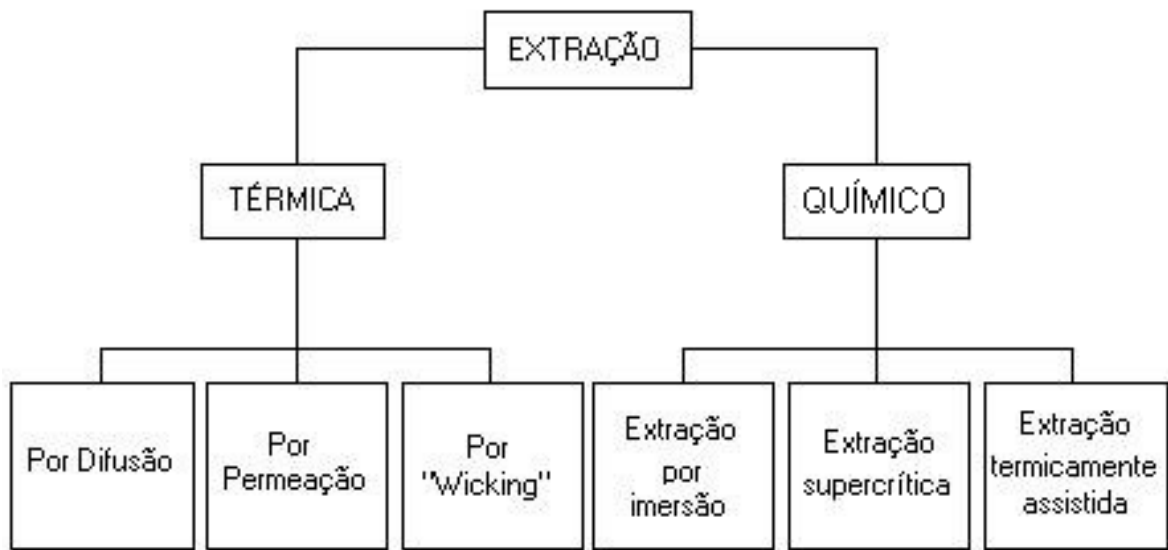 EXTRAÇÃO
TÉRMICA
QUÍMICO
Por Difusão
Por
Permeação
Por
"Wicking"
Extração
por
imersão
Extração
supercrítica
Extração
termicamente
assistida